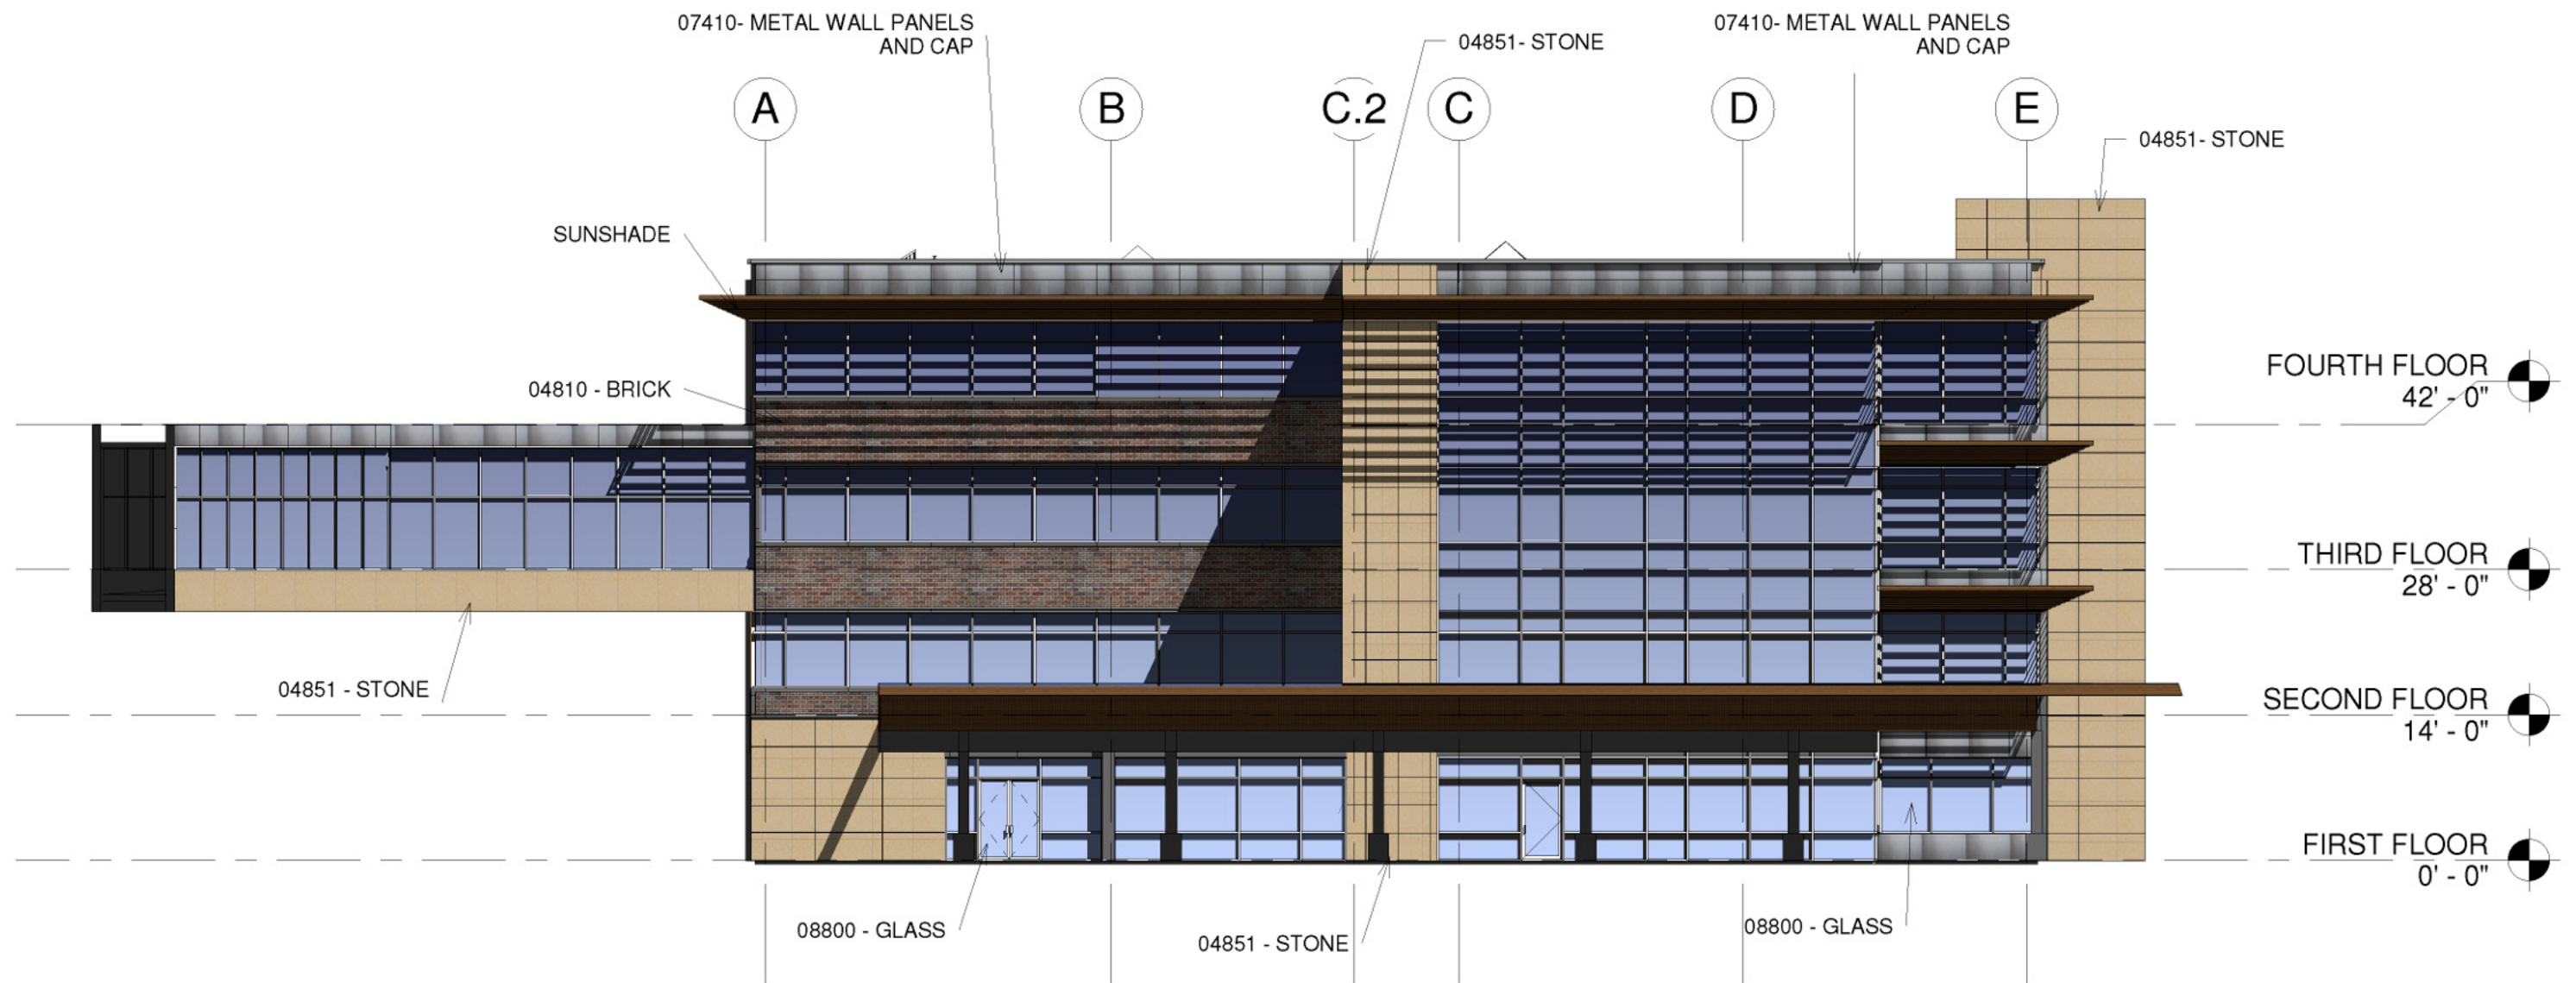 07410- METAL WALL PANELS
AND CAP
04851- STONE
07410- METAL WALL PANELS
AND CAP
A
B
C.2
C
D
E
04851- STONE
SUNSHADE
04810 - BRICK
FOURTH FLOOR
42' - 0"
THIRD FLOOR
28' - 0"
04851 - STONE
SECOND FLOOR
14' - 0"
FIRST FLOOR
0' - 0"
08800 - GLASS
04851 - STONE
08800 - GLASS